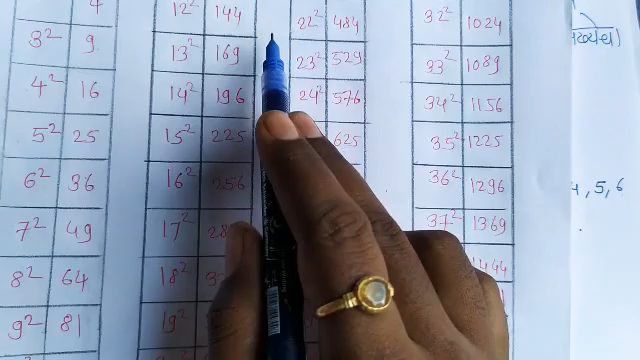 4 12² 144 22² 484 32² 1024
3² 9 13² 169 23² 529 33² 1089
4² 16 14² 196 24² 576 34² 1156
5² 25 15² 225 625 35² 1225
6² 36 16² 256 36² 1296
7² 49 17² 37² 1369
8² 64 18²
9² 81 19²
4, 5, 6